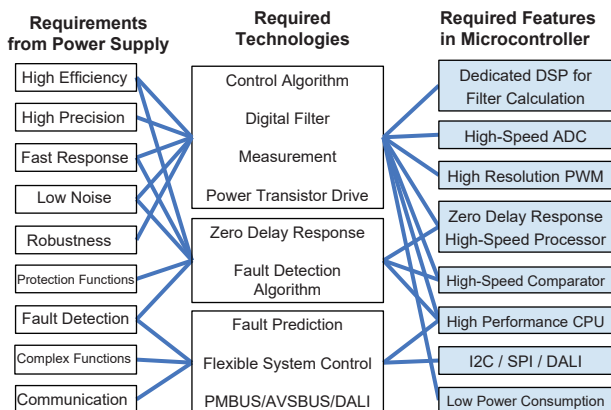 Requirements
from Power Supply
High Efficiency
High Precision
Fast Response
Low Noise
Robustness
Protection Functions
Fault Detection
Complex Functions
Communication
Required
Technologies
Control Algorithm
Digital Filter
Measurement
Power Transistor Drive
Zero Delay Response
Fault Detection
Algorithm
Fault Prediction
Flexible System Control
PMBUS/AVSBUS/DALI
Required Features
in Microcontroller
Dedicated DSP for
Filter Calculation
High-Speed ADC
High Resolution PWM
Zero Delay Response
High-Speed Processor
High-Speed Comparator
High Performance CPU
I2C / SPI / DALI
Low Power Consumption